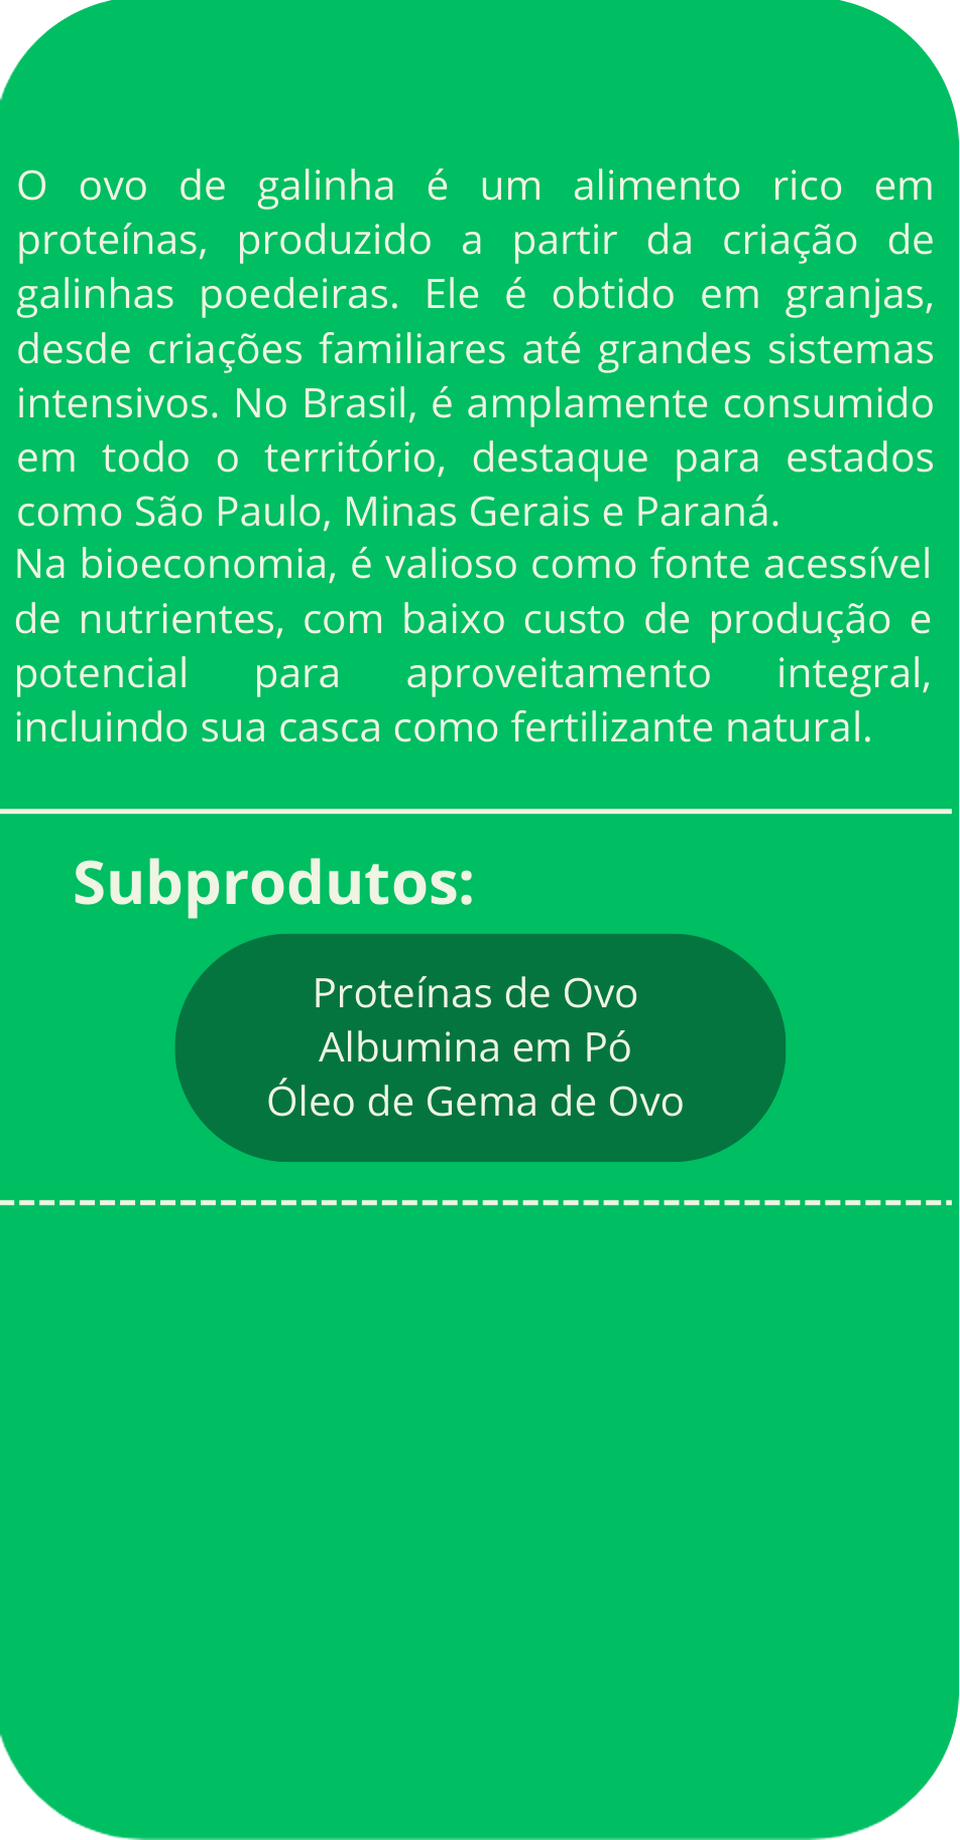 O ovo de galinha é um alimento rico em
proteínas, produzido a partir da criação de
galinhas poedeiras. Ele é obtido em granjas,
desde criações familiares até grandes sistemas
intensivos. No Brasil, é amplamente consumido
em todo o território, destaque para estados
como São Paulo, Minas Gerais e Paraná.
Na bioeconomia, é valioso como fonte acessível
de nutrientes, com baixo custo de produção e
potencial para aproveitamento integral,
incluindo sua casca como fertilizante natural.
Subprodutos:
Proteínas de Ovo
Albumina em Pó
Óleo de Gema de Ovo